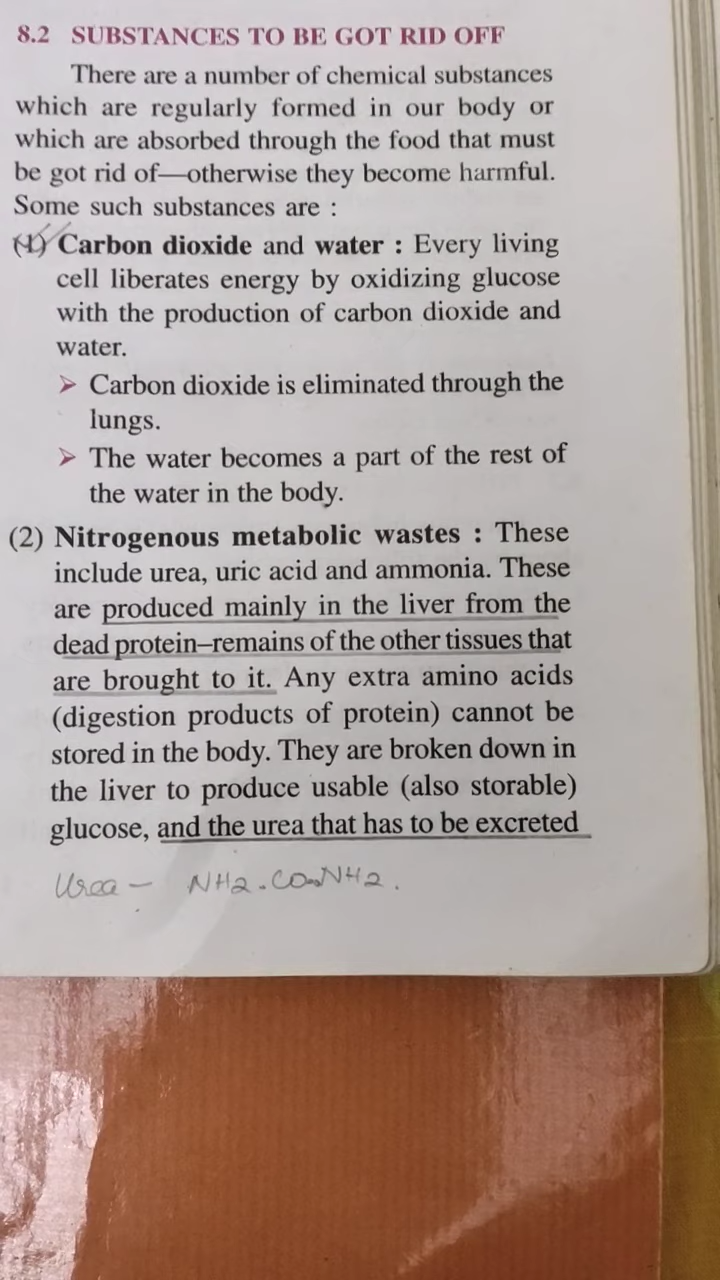 8.2 SUBSTANCES TO BE GOT RID OFF
There are a number of chemical substances
which are regularly formed in our body or
which are absorbed through the food that must
be got rid of—otherwise they become harmful.
Some such substances are :
(1) Carbon dioxide and water : Every living
cell liberates energy by oxidizing glucose
with the production of carbon dioxide and
water.
➢ Carbon dioxide is eliminated through the
lungs.
➢ The water becomes a part of the rest of
the water in the body.
(2) Nitrogenous metabolic wastes : These
include urea, uric acid and ammonia. These
are produced mainly in the liver from the
dead protein–remains of the other tissues that
are brought to it. Any extra amino acids
(digestion products of protein) cannot be
stored in the body. They are broken down in
the liver to produce usable (also storable)
glucose, and the urea that has to be excreted
Urea – NH2.CO.NH2.